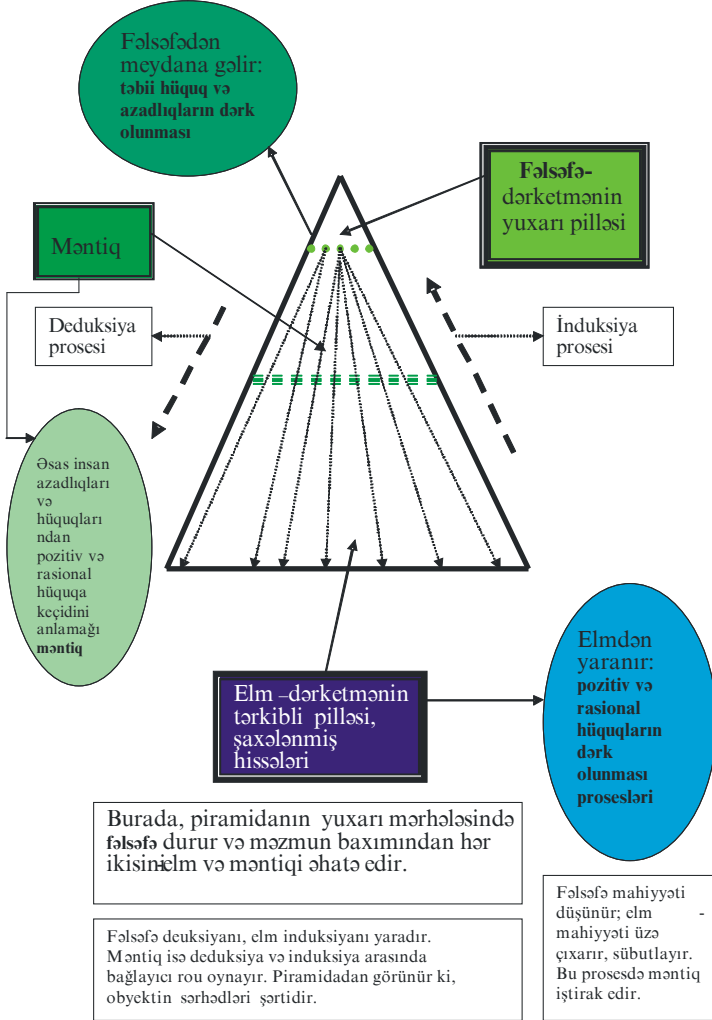 Fəlsəfədən
meydana gəlir:
təbii hüquq və
azadlıqların dərk
olunması
Fəlsəfə-
dərketmənin
yuxarı pilləsi
Məntiq
Deduksiya
prosesi
İnduksiya
prosesi
Əsas insan
azadlıqları
və
hüquqları
ndan
pozitiv və
rasional
hüquqa
keçidini
anlamağı
məntiq
Elm –dərketmənin
tərkibli pilləsi,
şaxələnmiş
hissələri
Elmdən
yaranır:
pozitiv və
rasional
hüquqların
dərk
olunması
prosesləri
Burada, piramidanın yuxarı mərhələsində
fəlsəfə durur və məzmun baxımından hər
ikisini-elm və məntiqi əhatə edir.
Fəlsəfə deuksiyanı, elm induksiyanı yaradır.
Məntiq isə deduksiya və induksiya arasında
bağlayıcı rou oynayır. Piramidadan görünür ki,
obyektin sərhədləri şərtidir.
Fəlsəfə mahiyyəti
düşünür; elm -
mahiyyəti üzə
çıxarır, sübutlayır.
Bu prosesdə məntiq
iştirak edir.